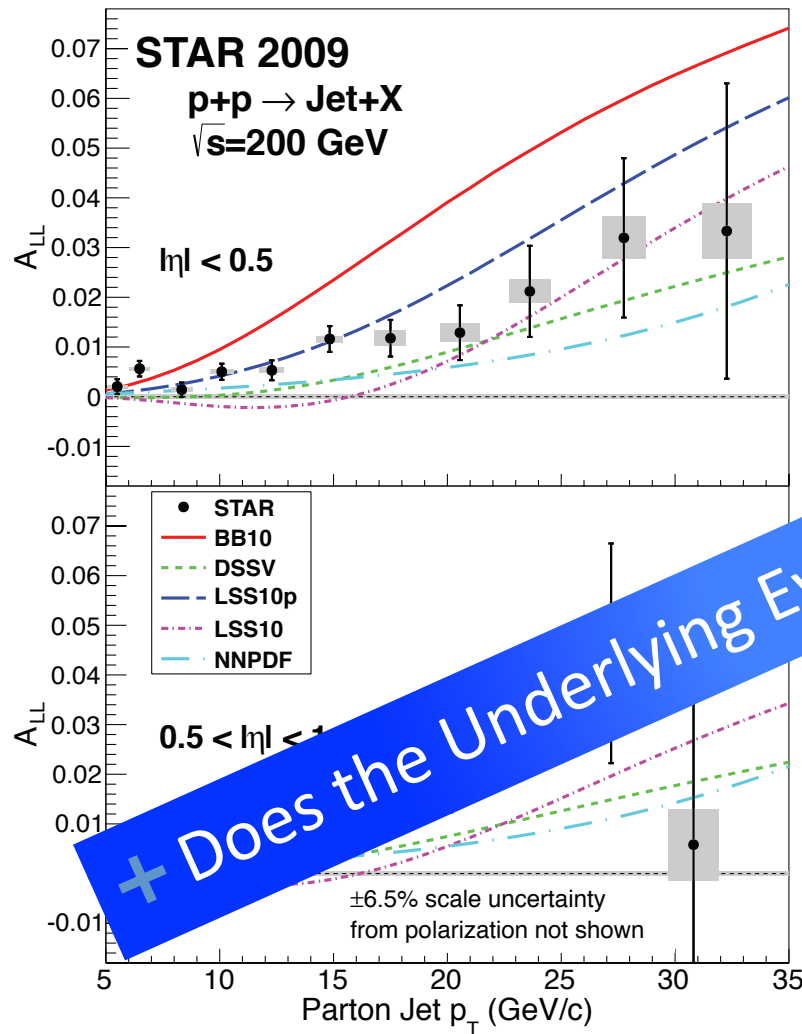 STAR 2009
p+p → Jet+X
√s=200 GeV
|η| < 0.5
A_LL
0.07
0.06
0.05
0.04
0.03
0.02
0.01
0
-0.01
STAR
BB10
DSSV
LSS10p
LSS10
NNPDF
A_LL
0.07
0.06
0.05
0.04
0.03
0.02
0.01
-0.01
0.5 < |η| <
+ Does the Underlying
±6.5% scale uncertainty
from polarization not shown
5 10 15 20 25 30 35
Parton Jet p_T (GeV/c)